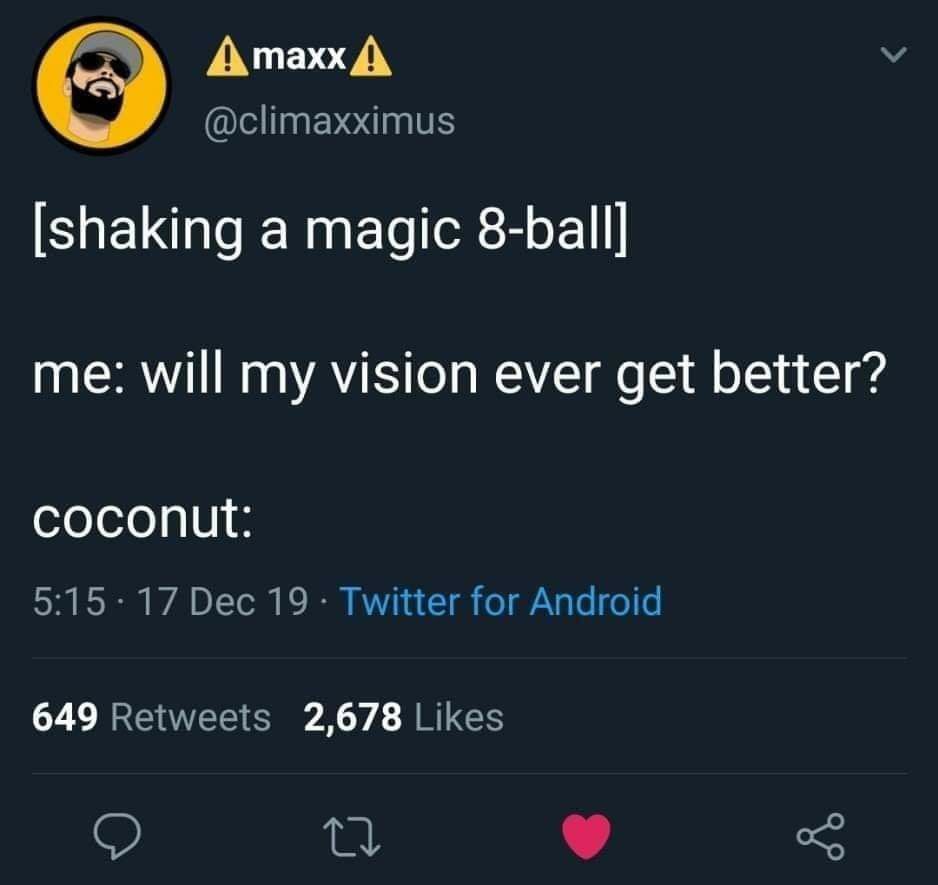 ⚠maxx⚠
@climaxximus
[shaking a magic 8-ball]
me: will my vision ever get better?
coconut:
5:15 · 17 Dec 19 · Twitter for Android
649 Retweets 2,678 Likes